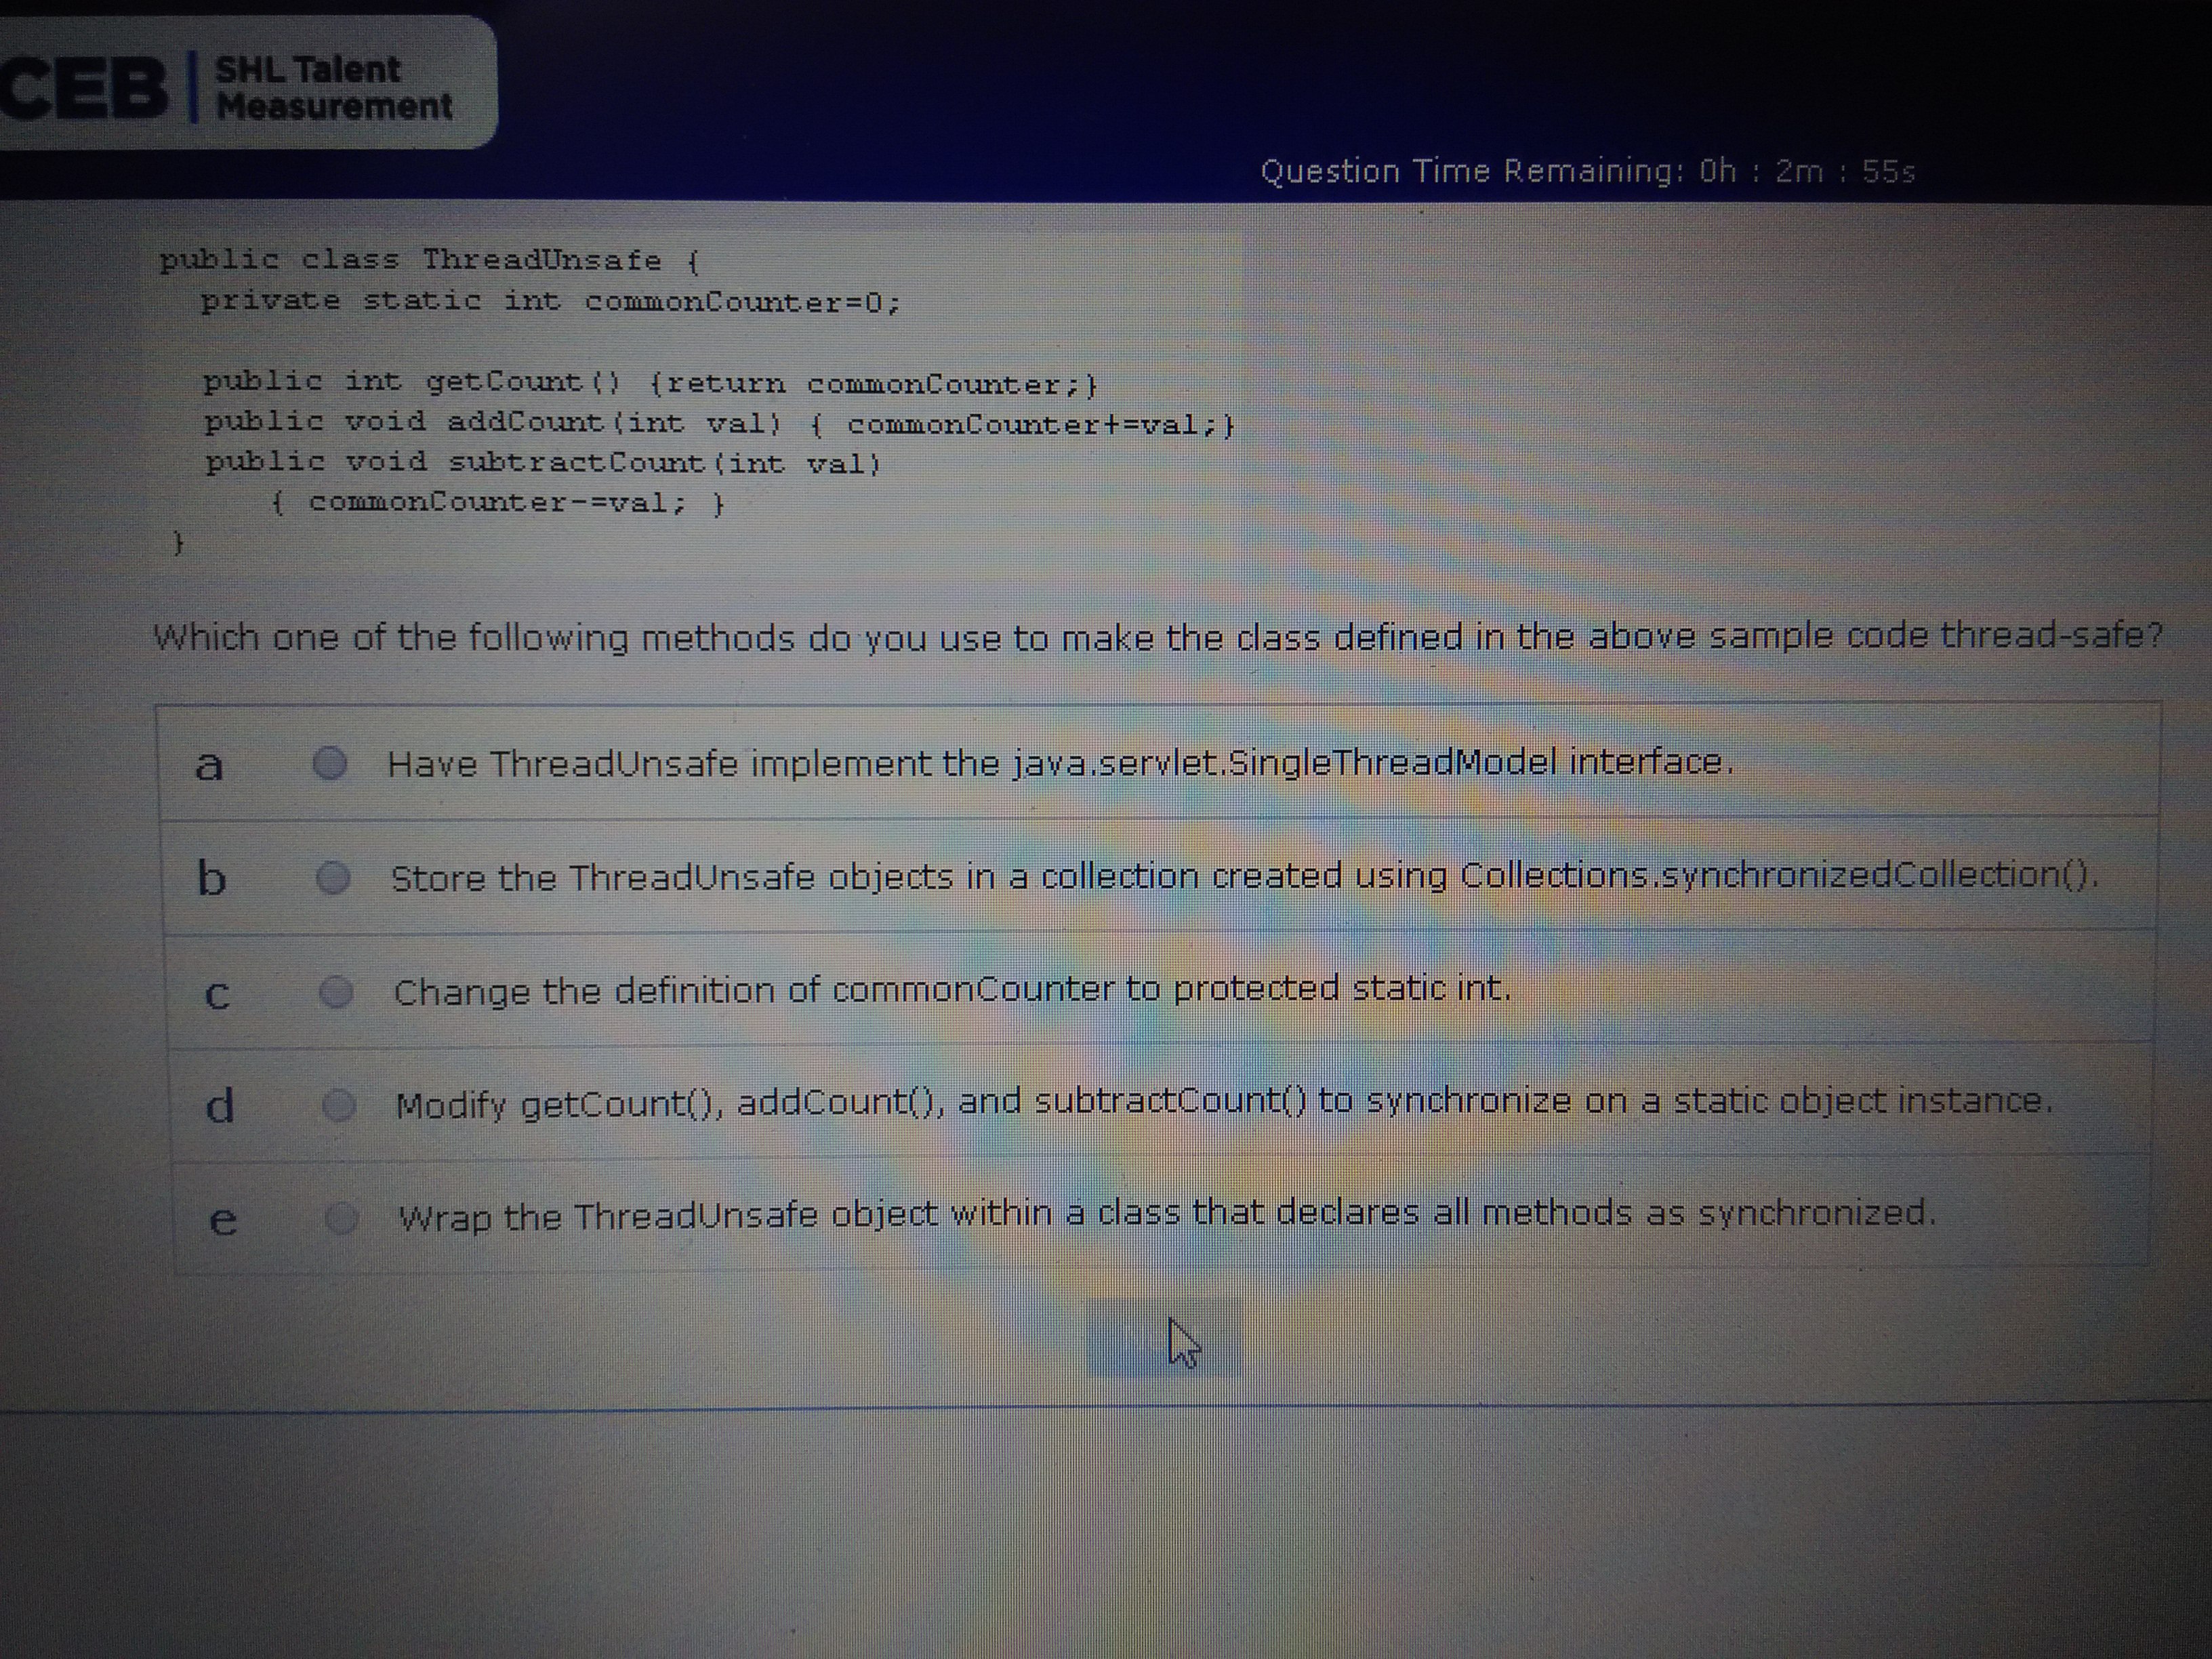 CEB | SHL Talent
Measurement
Question Time Remaining: 0h : 2m : 55s
public class ThreadUnsafe {
private static int commonCounter=0;
public int getCount() {return commonCounter;}
public void addCount(int val) { commonCounter+=val;}
public void subtractCount(int val)
{ commonCounter-=val; }
}
Which one of the following methods do you use to make the class defined in the above sample code thread-safe?
a Have ThreadUnsafe implement the java.servlet.SingleThreadModel interface.
b Store the ThreadUnsafe objects in a collection created using Collections.synchronizedCollection().
c Change the definition of commonCounter to protected static int.
d Modify getCount(), addCount(), and subtractCount() to synchronize on a static object instance.
e Wrap the ThreadUnsafe object within a class that declares all methods as synchronized.